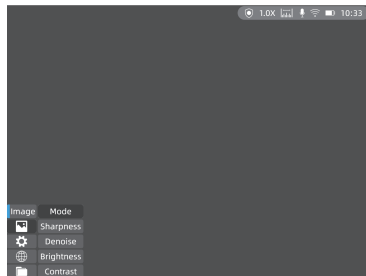 1.0X 10:33
Image Mode
Sharpness
Denoise
Brightness
Contrast